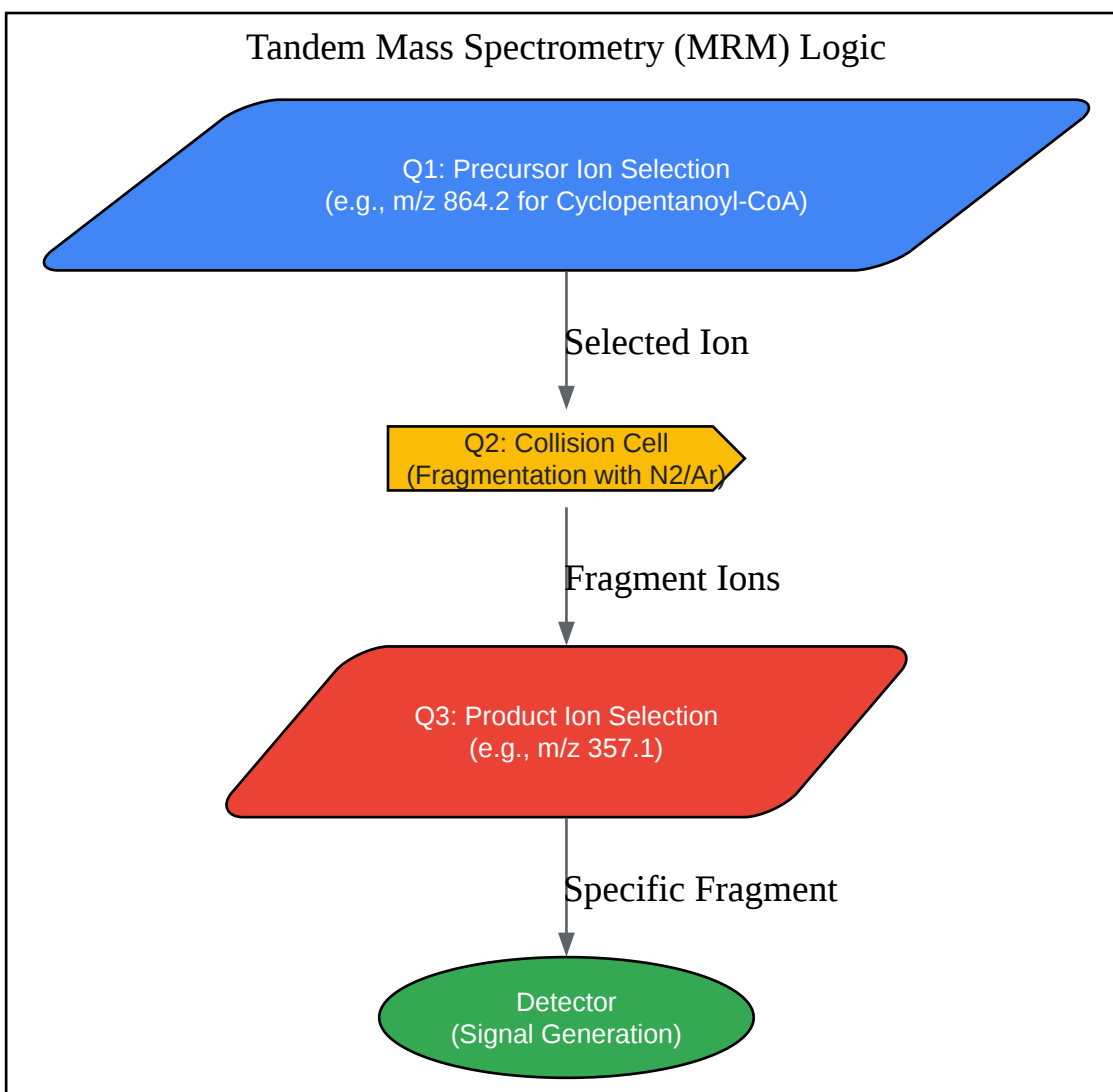 Tandem Mass Spectrometry (MRM) Logic
Q1: Precursor Ion Selection
(e.g., m/z 864.2 for Cyclopentanoyl-CoA)
Selected Ion
Q2: Collision Cell
(Fragmentation with N2/Ar)
Fragment Ions
Q3: Product Ion Selection
(e.g., m/z 357.1)
Specific Fragment
Detector
(Signal Generation)